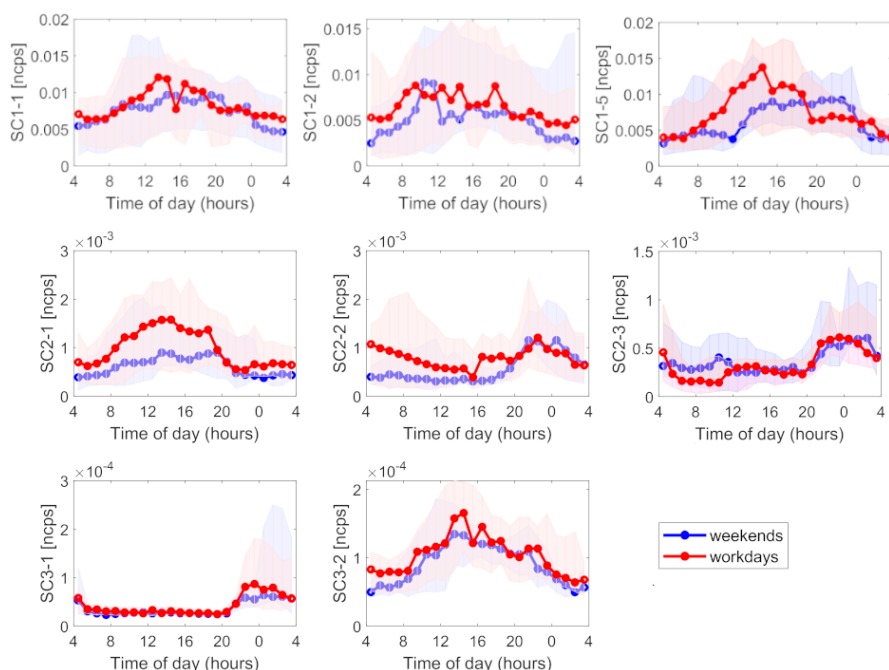 0.02
0.015
0.01
0.005
0
SC1-1 [ncps]
4 8 12 16 20 0 4
Time of day (hours)
0.015
0.01
0.005
0
SC1-2 [ncps]
4 8 12 16 20 0 4
Time of day (hours)
0.02
0.015
0.01
0.005
0
SC1-5 [ncps]
4 8 12 16 20 0
Time of day (hours)
×10⁻³
3
2
1
0
SC2-1 [ncps]
4 8 12 16 20 0 4
Time of day (hours)
×10⁻³
3
2
1
0
SC2-2 [ncps]
4 8 12 16 20 0 4
Time of day (hours)
×10⁻³
1.5
1
0.5
0
SC2-3 [ncps]
4 8 12 16 20 0 4
Time of day (hours)
×10⁻⁴
3
2
1
0
SC3-1 [ncps]
4 8 12 16 20 0 4
Time of day (hours)
×10⁻⁴
2
1
0
SC3-2 [ncps]
4 8 12 16 20 0 4
Time of day (hours)
weekends
workdays